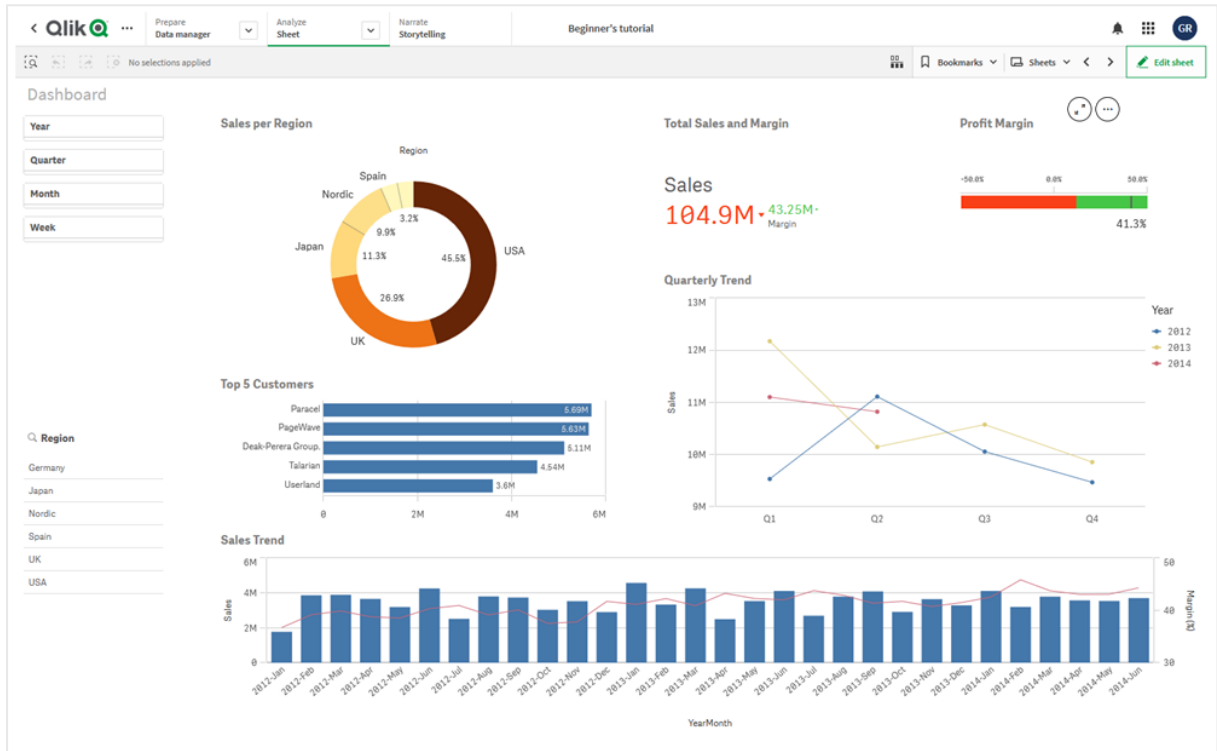 Qlik
Prepare
Data manager
Analyze
Sheet
Narrate
Storytelling
Beginner's tutorial
GR
No selections applied
Bookmarks
Sheets
Edit sheet
Dashboard
Year
Quarter
Month
Week
Region
Germany
Japan
Nordic
Spain
UK
USA
Sales per Region
Region
Spain
Nordic
Japan
UK
USA
3.2%
9.9%
11.3%
26.9%
45.5%
Total Sales and Margin
Sales
104.9M
43.25M
Margin
Profit Margin
-50.0% 0.0% 50.0%
41.3%
Top 5 Customers
Paracel 5.69M
PageWave 5.63M
Deak-Perera Group. 5.11M
Talarian 4.54M
Userland 3.6M
0 2M 4M 6M
Quarterly Trend
13M
12M
11M
10M
9M
Sales
Q1 Q2 Q3 Q4
Year
2012
2013
2014
Sales Trend
6M
4M
2M
0
Sales
50
40
30
Margin (%)
2012-Jan 2012-Feb 2012-Mar 2012-Apr 2012-May 2012-Jun 2012-Jul 2012-Aug 2012-Sep 2012-Oct 2012-Nov 2012-Dec 2013-Jan 2013-Feb 2013-Mar 2013-Apr 2013-May 2013-Jun 2013-Jul 2013-Aug 2013-Sep 2013-Oct 2013-Nov 2013-Dec 2014-Jan 2014-Feb 2014-Mar 2014-Apr 2014-May 2014-Jun
YearMonth